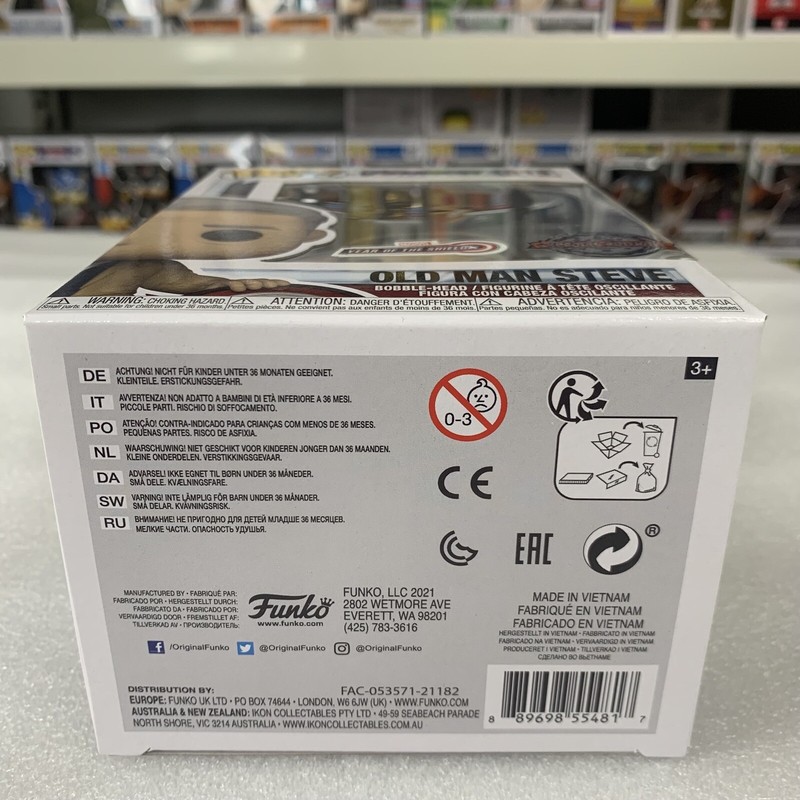 YEAR OF THE SHIELD
OLD MAN STEVE
BOBBLE-HEAD / FIGURINE À TÊTE OSCILLANTE
FIGURA CON CABEZA OSCILANTE
WARNING: CHOKING HAZARD
Small parts. Not suitable for children under 36 months.
ATTENTION: DANGER D'ÉTOUFFEMENT.
Petites pièces. Ne convient pas aux enfants de moins de 36 mois.
ADVERTENCIA: PELIGRO DE ASFIXIA.
Partes pequeñas. No es adecuado para niños menores de 36 meses.
3+
DE ACHTUNG! NICHT FÜR KINDER UNTER 36 MONATEN GEEIGNET.
KLEINTEILE. ERSTICKUNGSGEFAHR.
IT AVVERTENZA! NON ADATTO A BAMBINI DI ETÀ INFERIORE A 36 MESI.
PICCOLE PARTI. RISCHIO DI SOFFOCAMENTO.
PO ATENÇÃO! CONTRA-INDICADO PARA CRIANÇAS COM MENOS DE 36 MESES.
PEQUENAS PARTES. RISCO DE ASFIXIA.
NL WAARSCHUWING! NIET GESCHIKT VOOR KINDEREN JONGER DAN 36 MAANDEN.
KLEINE ONDERDELEN. VERSTIKKINGSGEVAAR.
DA ADVARSEL! IKKE EGNET TIL BØRN UNDER 36 MÅNEDER.
SMÅ DELE. KVÆLNINGSFARE.
SW VARNING! INTE LÄMPLIG FÖR BARN UNDER 36 MÅNADER.
SMÅ DELAR. KVÄVNINGSRISK.
RU ВНИМАНИЕ! НЕ ПРИГОДНО ДЛЯ ДЕТЕЙ МЛАДШЕ 36 МЕСЯЦЕВ.
МЕЛКИЕ ЧАСТИ. ОПАСНОСТЬ УДУШЬЯ.
0-3
CE
EAC
®
MANUFACTURED BY • FABRIQUÉ PAR:
FABRICADO POR • HERGESTELLT DURCH:
FABBRICATO DA • FABRICADO POR:
VERVAARDIGD DOOR • FREMSTILLET AF:
TILLVERKAD AV • ПРОИЗВОДИТЕЛЬ:
Funko
www.funko.com
FUNKO, LLC 2021
2802 WETMORE AVE
EVERETT, WA 98201
(425) 783-3616
/OriginalFunko @OriginalFunko @OriginalFunko
MADE IN VIETNAM
FABRIQUÉ EN VIETNAM
FABRICADO EN VIETNAM
HERGESTELLT IN VIETNAM • FABBRICATO IN VIETNAM
FABRICADO NA VIETNAM • VERVAARDIGD IN VIETNAM
PRODUCERET I VIETNAM • TILLVERKAD I VIETNAM
СДЕЛАНО ВО ВЬЕТНАМЕ
FAC-053571-21182
DISTRIBUTION BY:
EUROPE: FUNKO UK LTD • PO BOX 74644 • LONDON, W6 6JW (UK) • WWW.FUNKO.COM
AUSTRALIA & NEW ZEALAND: IKON COLLECTABLES PTY LTD • 49-59 SEABEACH PARADE
NORTH SHORE, VIC 3214 AUSTRALIA • WWW.IKONCOLLECTABLES.COM.AU
8 89698 55481 7